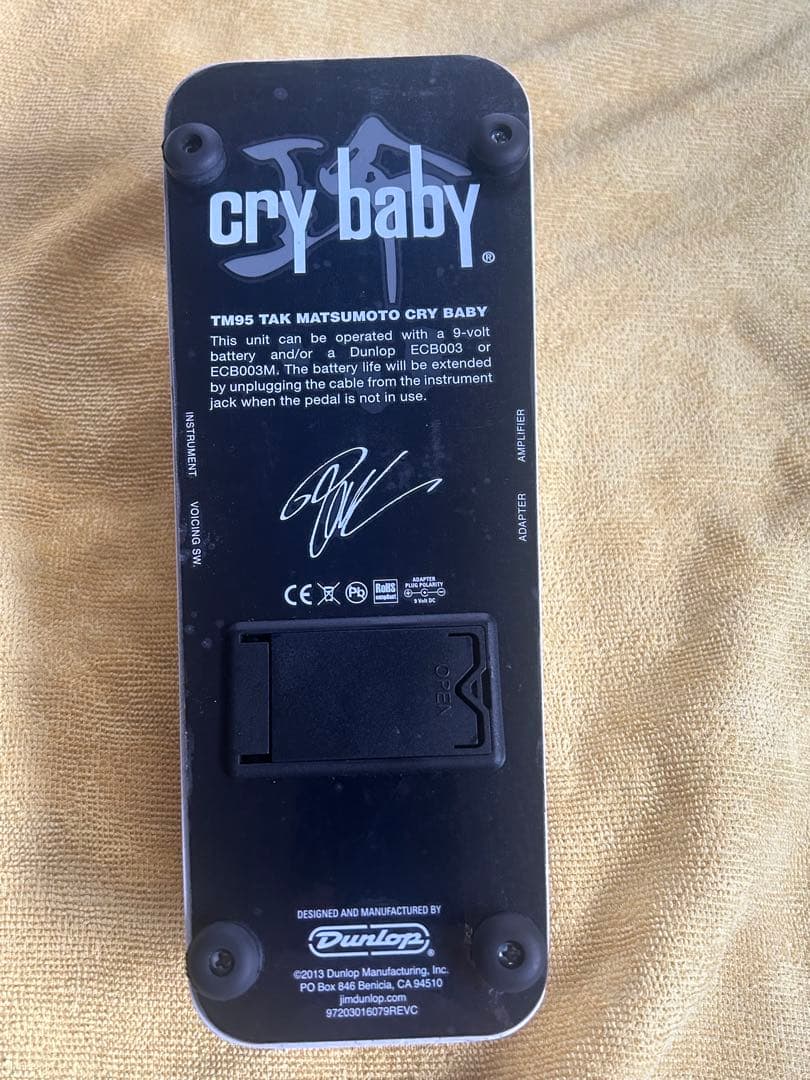 cry baby®
TM95 TAK MATSUMOTO CRY BABY
This unit can be operated with a 9-volt
battery and/or a Dunlop ECB003 or
ECB003M. The battery life will be extended
by unplugging the cable from the instrument
jack when the pedal is not in use.
INSTRUMENT
VOICING SW.
AMPLIFIER
ADAPTER
CE
Pb
RoHS
compliant
ADAPTER
PLUG POLARITY
9 Volt DC
OPEN
DESIGNED AND MANUFACTURED BY
Dunlop®
©2013 Dunlop Manufacturing, Inc.
PO Box 846 Benicia, CA 94510
jimdunlop.com
97203016079REVC